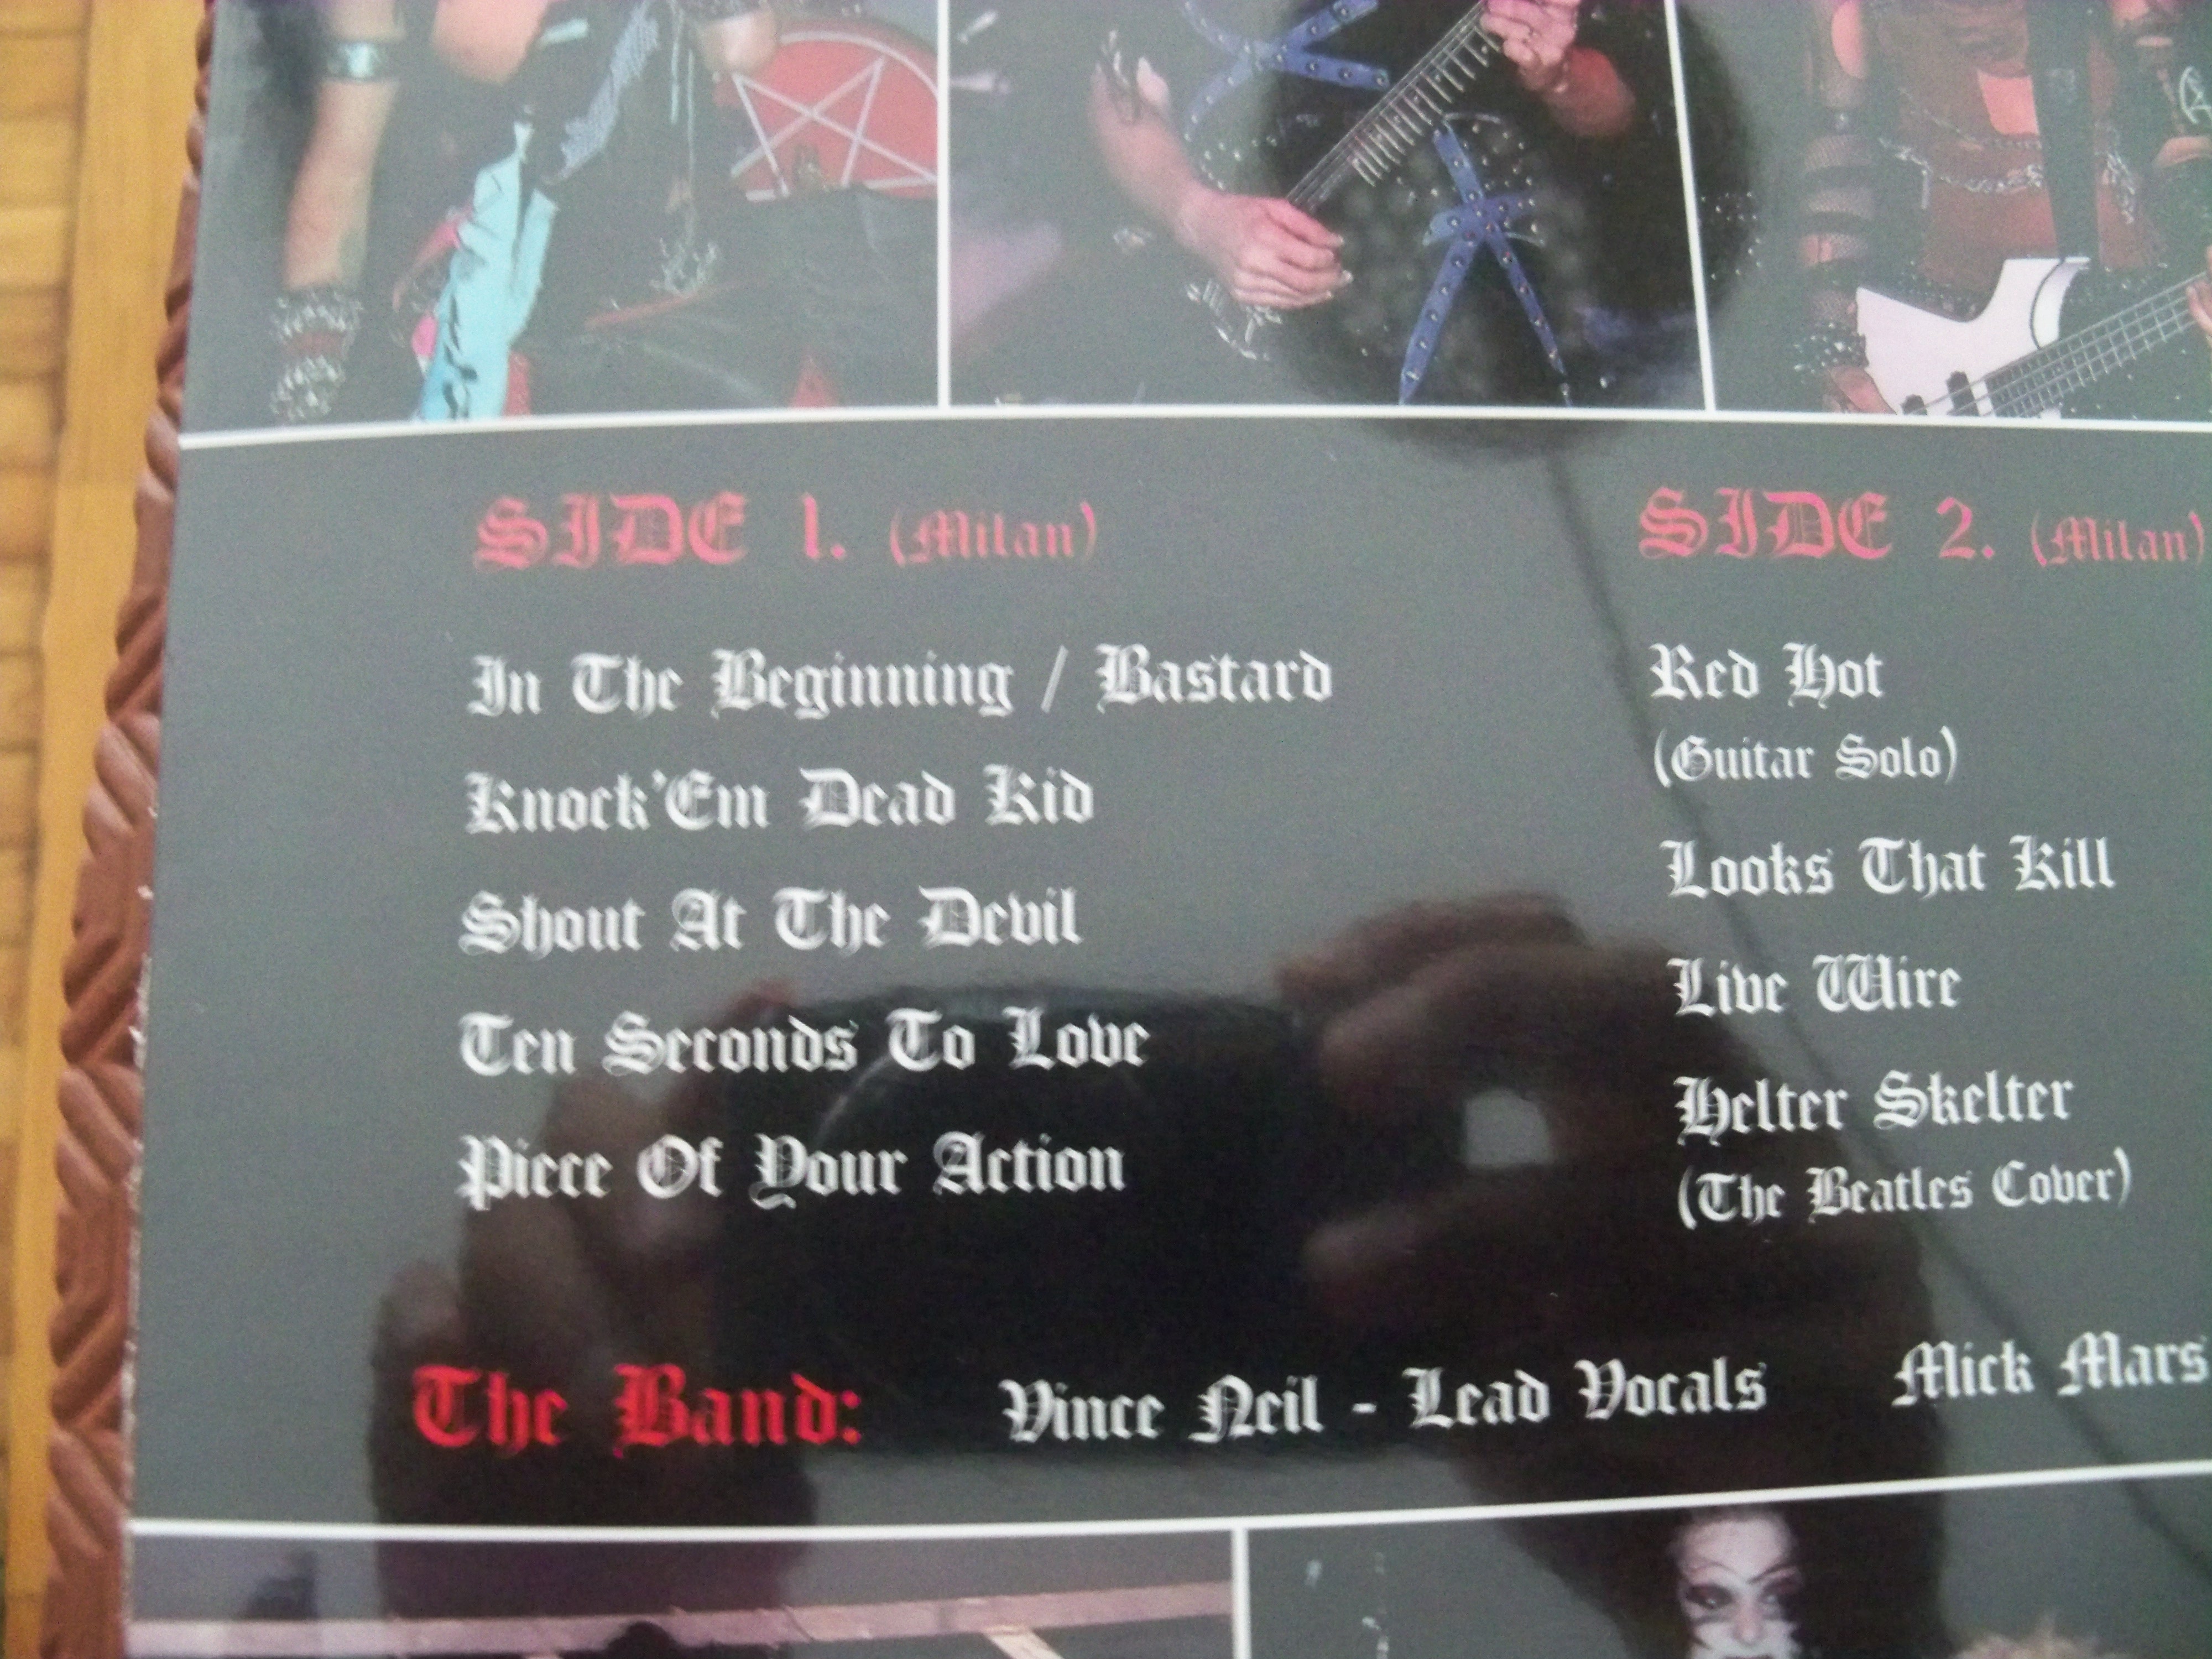 SIDE 1. (Milan)
In The Beginning / Bastard
Knock'Em Dead Kid
Shout At The Devil
Ten Seconds To Love
Piece Of Your Action
SIDE 2. (Milan)
Red Hot
(Guitar Solo)
Looks That Kill
Live Wire
Helter Skelter
(The Beatles Cover)
The Band: Vince Neil - Lead Vocals Mick Mars